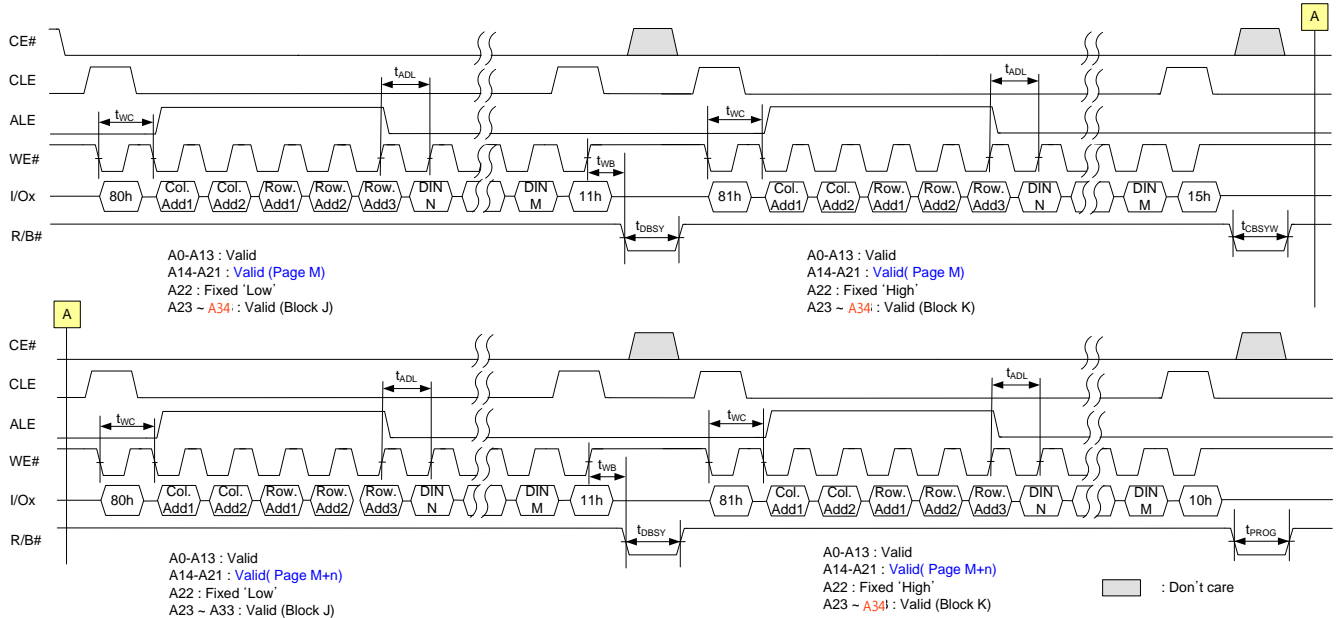 A A
CE#
CLE
tADL tADL
ALE
tWC tWC
WE#
tWB
I/Ox 80h Col. Add1 Col. Add2 Row. Add1 Row. Add2 Row. Add3 DIN N DIN M 11h 81h Col. Add1 Col. Add2 Row. Add1 Row. Add2 Row. Add3 DIN N DIN M 15h
R/B# tDBSY tCBSYW
A0-A13 : Valid
A14-A21 : Valid (Page M)
A22 : Fixed 'Low'
A23 ~ A34 : Valid (Block J)
A0-A13 : Valid
A14-A21 : Valid( Page M)
A22 : Fixed 'High'
A23 ~ A34 : Valid (Block K)
A
CE#
CLE
tADL tADL
ALE
tWC tWC
WE#
tWB
I/Ox 80h Col. Add1 Col. Add2 Row. Add1 Row. Add2 Row. Add3 DIN N DIN M 11h 81h Col. Add1 Col. Add2 Row. Add1 Row. Add2 Row. Add3 DIN N DIN M 10h
R/B# tDBSY tPROG
A0-A13 : Valid
A14-A21 : Valid( Page M+n)
A22 : Fixed 'Low'
A23 ~ A33 : Valid (Block J)
A0-A13 : Valid
A14-A21 : Valid( Page M+n)
A22 : Fixed 'High'
A23 ~ A34 : Valid (Block K)
: Don't care